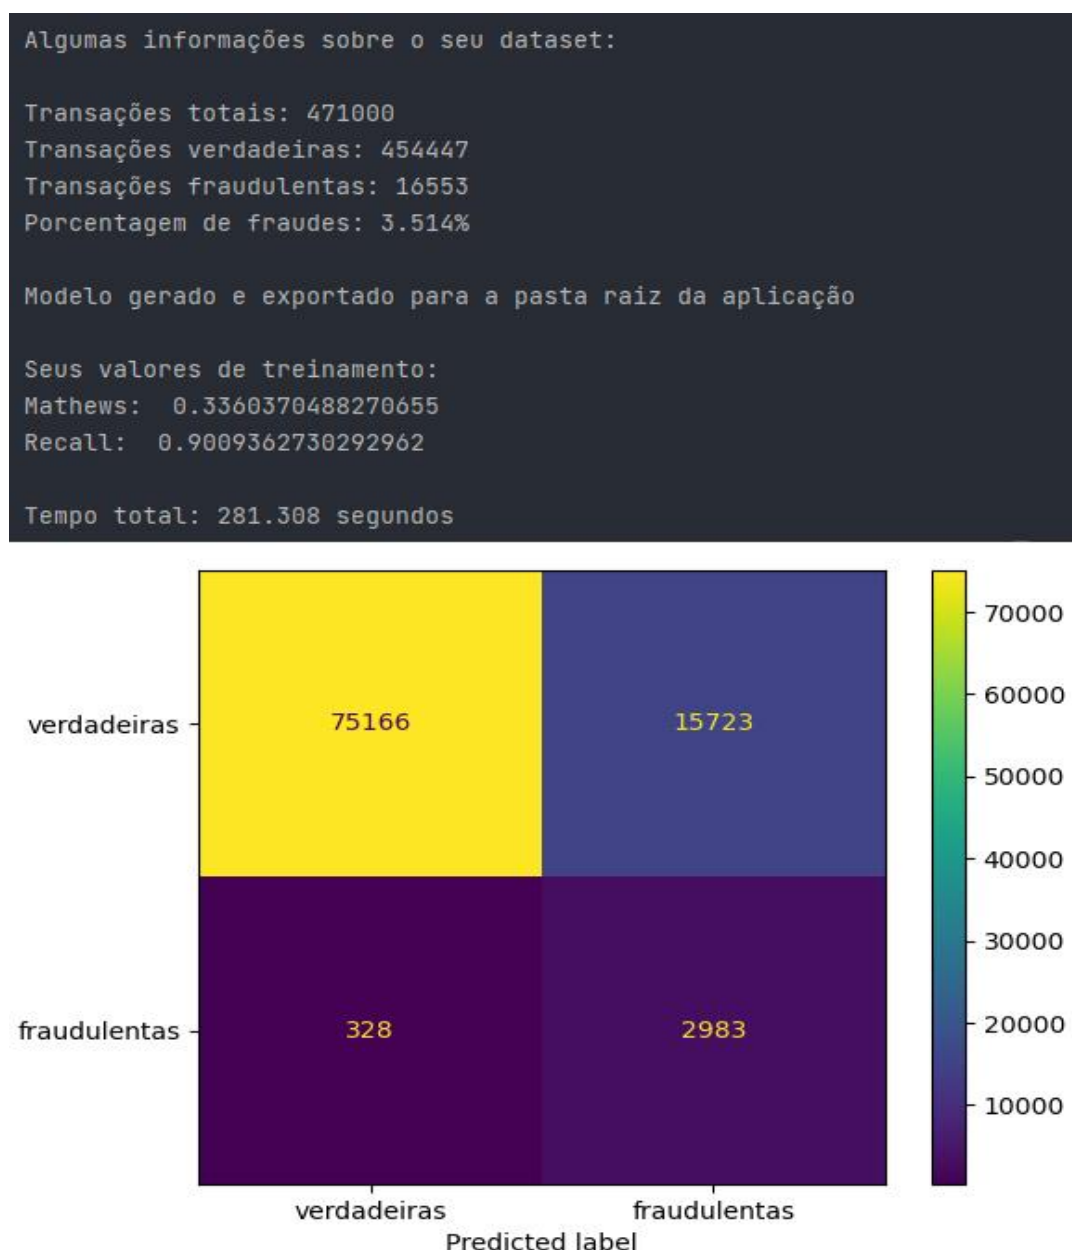 Algumas informações sobre o seu dataset:
Transações totais: 471000
Transações verdadeiras: 454447
Transações fraudulentas: 16553
Porcentagem de fraudes: 3.514%
Modelo gerado e exportado para a pasta raiz da aplicação
Seus valores de treinamento:
Mathews:  0.3360370488270655
Recall:  0.9009362730292962
Tempo total: 281.308 segundos
70000
verdadeiras 75166 15723
60000
50000
40000
30000
fraudulentas 328 2983
20000
10000
verdadeiras fraudulentas
Predicted label